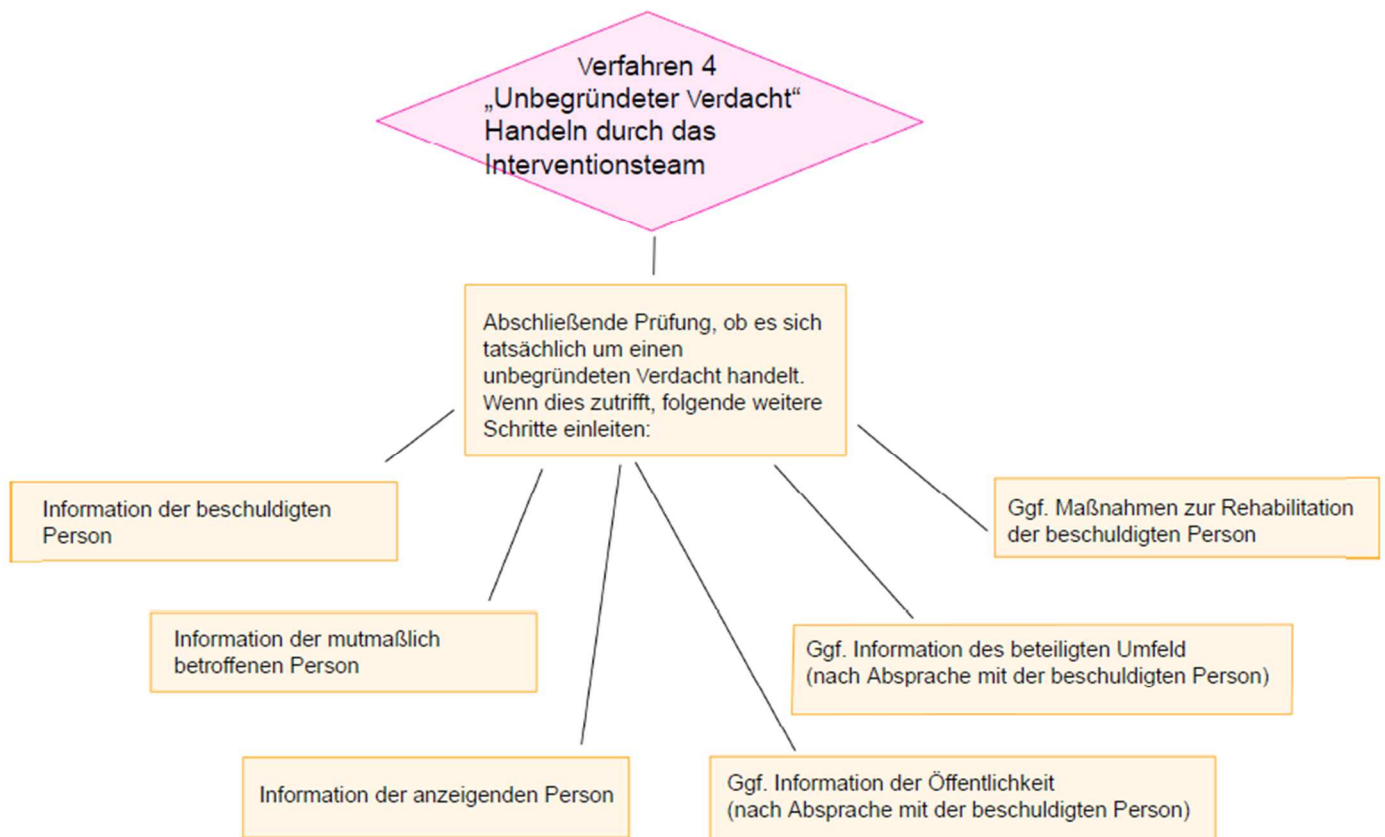 Verfahren 4
„Unbegründeter Verdacht“
Handeln durch das
Interventionsteam
Abschließende Prüfung, ob es sich
tatsächlich um einen
unbegründeten Verdacht handelt.
Wenn dies zutrifft, folgende weitere
Schritte einleiten:
Information der beschuldigten
Person
Information der mutmaßlich
betroffenen Person
Information der anzeigenden Person
Ggf. Information der Öffentlichkeit
(nach Absprache mit der beschuldigten Person)
Ggf. Information des beteiligten Umfeld
(nach Absprache mit der beschuldigten Person)
Ggf. Maßnahmen zur Rehabilitation
der beschuldigten Person